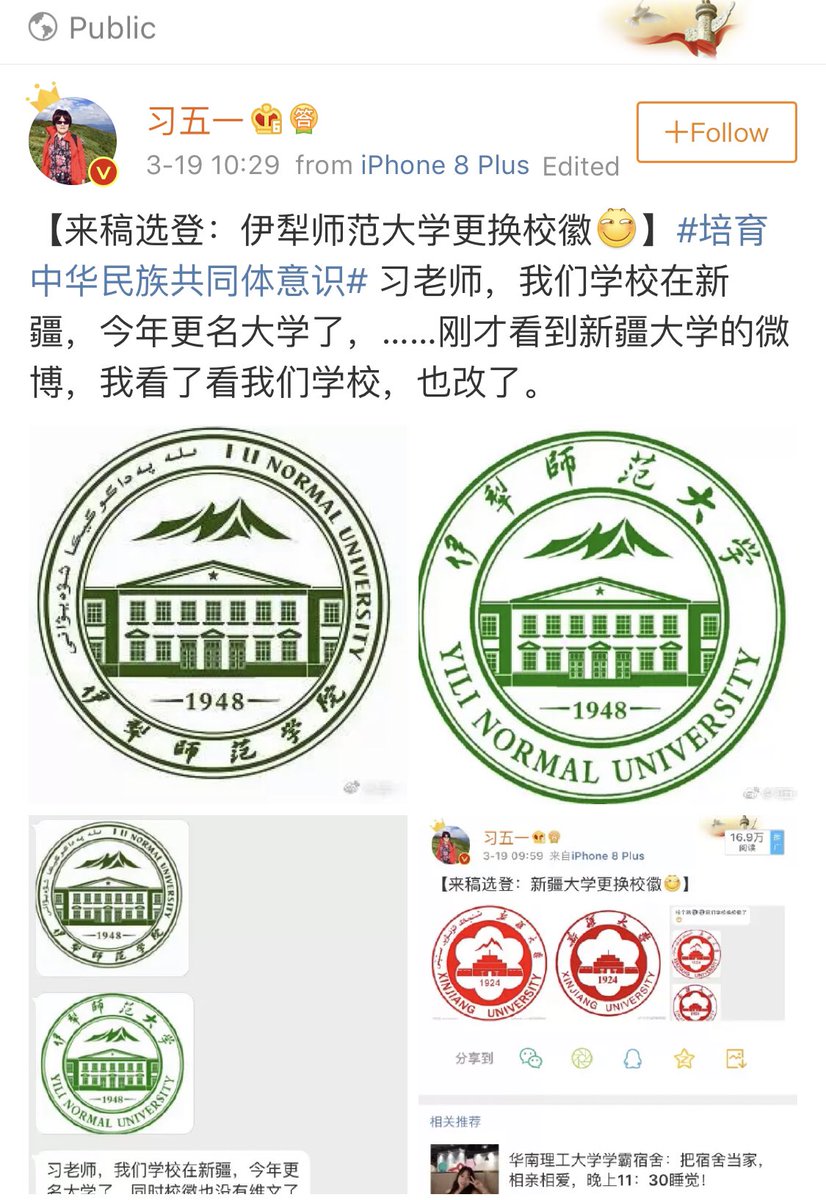 Public
习五一
3-19 10:29 from iPhone 8 Plus Edited
+Follow
【来稿选登：伊犁师范大学更换校徽】#培育
中华民族共同体意识# 习老师，我们学校在新
疆，今年更名大学了，……刚才看到新疆大学的微
博，我看了看我们学校，也改了。
ILI NORMAL UNIVERSITY
1948
伊犁师范学院
伊犁师范大学
1948
YILI NORMAL UNIVERSITY
ILI NORMAL UNIVERSITY
1948
伊犁师范学院
伊犁師范大学
1948
YILI NORMAL UNIVERSITY
习老师，我们学校在新疆，今年更
名大学了，同时校徽也没有维文了
习五一
3-19 09:59 来自iPhone 8 Plus
16.9万
阅读
【来稿选登：新疆大学更换校徽】
新疆大学
1924
XINJIANG UNIVERSITY
新疆大学
1924
XINJIANG UNIVERSITY
分享到
相关推荐
华南理工大学学霸宿舍：把宿舍当家，
相亲相爱，晚上11：30睡觉！